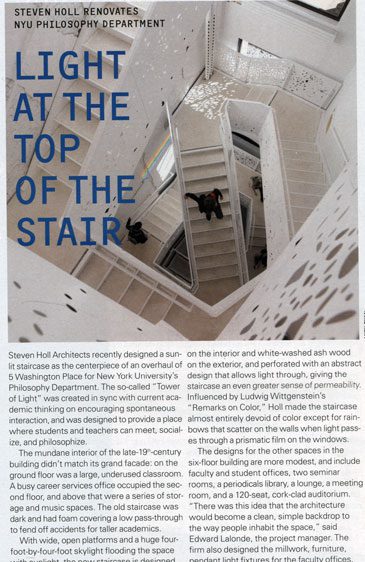 STEVEN HOLL RENOVATES
NYU PHILOSOPHY DEPARTMENT
LIGHT
AT THE
TOP
OF THE
STAIR
Steven Holl Architects recently designed a sun-
lit staircase as the centerpiece of an overhaul of
5 Washington Place for New York University's
Philosophy Department. The so-called "Tower
of Light" was created in sync with current aca-
demic thinking on encouraging spontaneous
interaction, and was designed to provide a place
where students and teachers can meet, social-
ize, and philosophize.
The mundane interior of the late-19th-century
building didn't match its grand facade: on the
ground floor was a large, underused classroom.
A busy career services office occupied the sec-
ond floor, and above that were a series of stor-
age and music spaces. The old staircase was
dark and had foam covering a low pass-through
to fend off accidents for taller academics.
With wide, open platforms and a huge four-
foot-by-four-foot skylight flooding the space
with sunlight, the new staircase is designed
on the interior and white-washed ash wood
on the exterior, and perforated with an abstract
design that allows light through, giving the
staircase an even greater sense of permeability.
Influenced by Ludwig Wittgenstein's
"Remarks on Color," Holl made the staircase
almost entirely devoid of color except for rain-
bows that scatter on the walls when light pass-
es through a prismatic film on the windows.
The designs for the other spaces in the
six-floor building are more modest, and include
faculty and student offices, two seminar
rooms, a periodicals library, a lounge, a meeting
room, and a 120-seat, cork-clad auditorium.
"There was this idea that the architecture
would become a clean, simple backdrop to
the way people inhabit the space," said
Edward Lalonde, the project manager. The
firm also designed the millwork, furniture,
pendant light fixtures for the faculty offices,